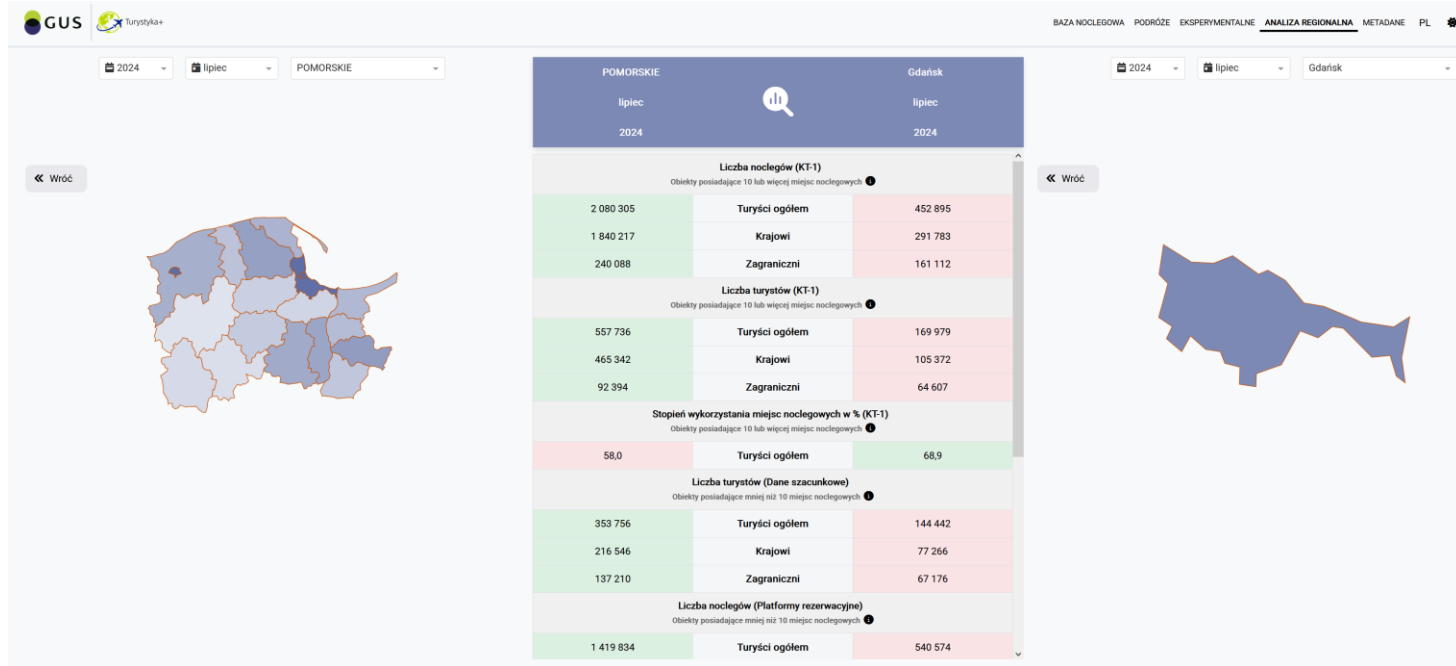 GUS
Turystyka+
BAZA NOCLEGOWA PODRÓŻE EKSPERYMENTALNE ANALIZA REGIONALNA METADANE PL
2024 lipiec POMORSKIE
2024 lipiec Gdańsk
Wróć
Wróć
POMORSKIE Gdańsk
lipiec lipiec
2024 2024
Liczba noclegów (KT-1)
Obiekty posiadające 10 lub więcej miejsc noclegowych
2 080 305 Turyści ogółem 452 895
1 840 217 Krajowi 291 783
240 088 Zagraniczni 161 112
Liczba turystów (KT-1)
Obiekty posiadające 10 lub więcej miejsc noclegowych
557 736 Turyści ogółem 169 979
465 342 Krajowi 105 372
92 394 Zagraniczni 64 607
Stopień wykorzystania miejsc noclegowych w % (KT-1)
Obiekty posiadające 10 lub więcej miejsc noclegowych
58,0 Turyści ogółem 68,9
Liczba turystów (Dane szacunkowe)
Obiekty posiadające mniej niż 10 miejsc noclegowych
353 756 Turyści ogółem 144 442
216 546 Krajowi 77 266
137 210 Zagraniczni 67 176
Liczba noclegów (Platformy rezerwacyjne)
Obiekty posiadające mniej niż 10 miejsc noclegowych
1 419 834 Turyści ogółem 540 574